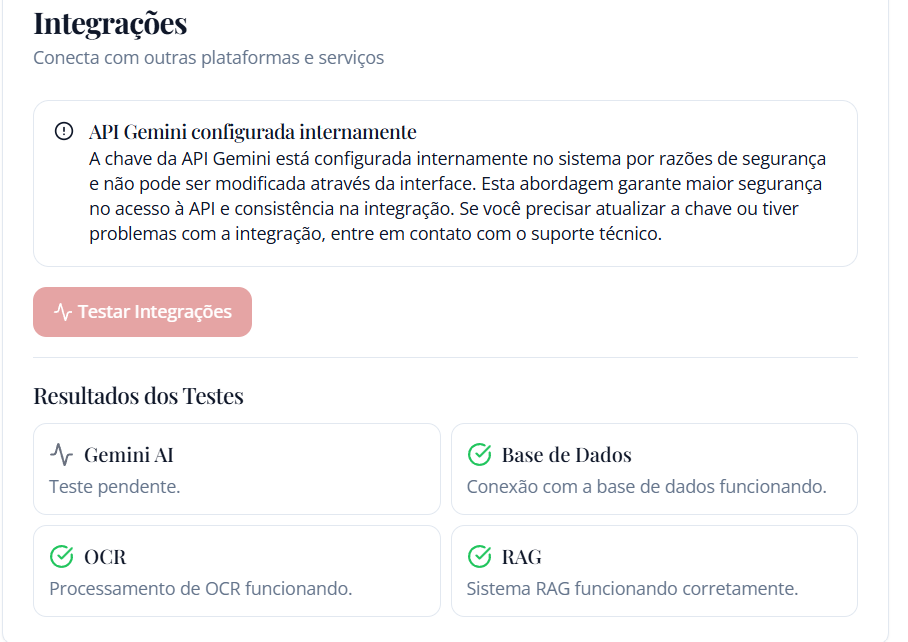 Integrações
Conecta com outras plataformas e serviços
API Gemini configurada internamente
A chave da API Gemini está configurada internamente no sistema por razões de segurança
e não pode ser modificada através da interface. Esta abordagem garante maior segurança
no acesso à API e consistência na integração. Se você precisar atualizar a chave ou tiver
problemas com a integração, entre em contato com o suporte técnico.
Testar Integrações
Resultados dos Testes
Gemini AI
Teste pendente.
Base de Dados
Conexão com a base de dados funcionando.
OCR
Processamento de OCR funcionando.
RAG
Sistema RAG funcionando corretamente.